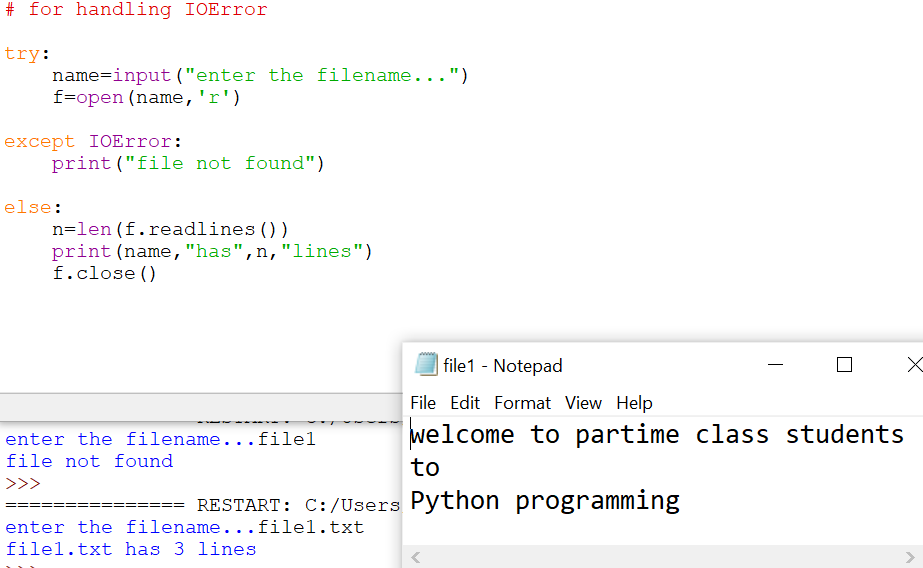 # for handling IOError
try:
    name=input("enter the filename...")
    f=open(name,'r')
except IOError:
    print("file not found")
else:
    n=len(f.readlines())
    print(name,"has",n,"lines")
    f.close()
file1 - Notepad
File Edit Format View Help
welcome to partime class students
to
Python programming
enter the filename...file1
file not found
>>>
=============== RESTART: C:/Users
enter the filename...file1.txt
file1.txt has 3 lines